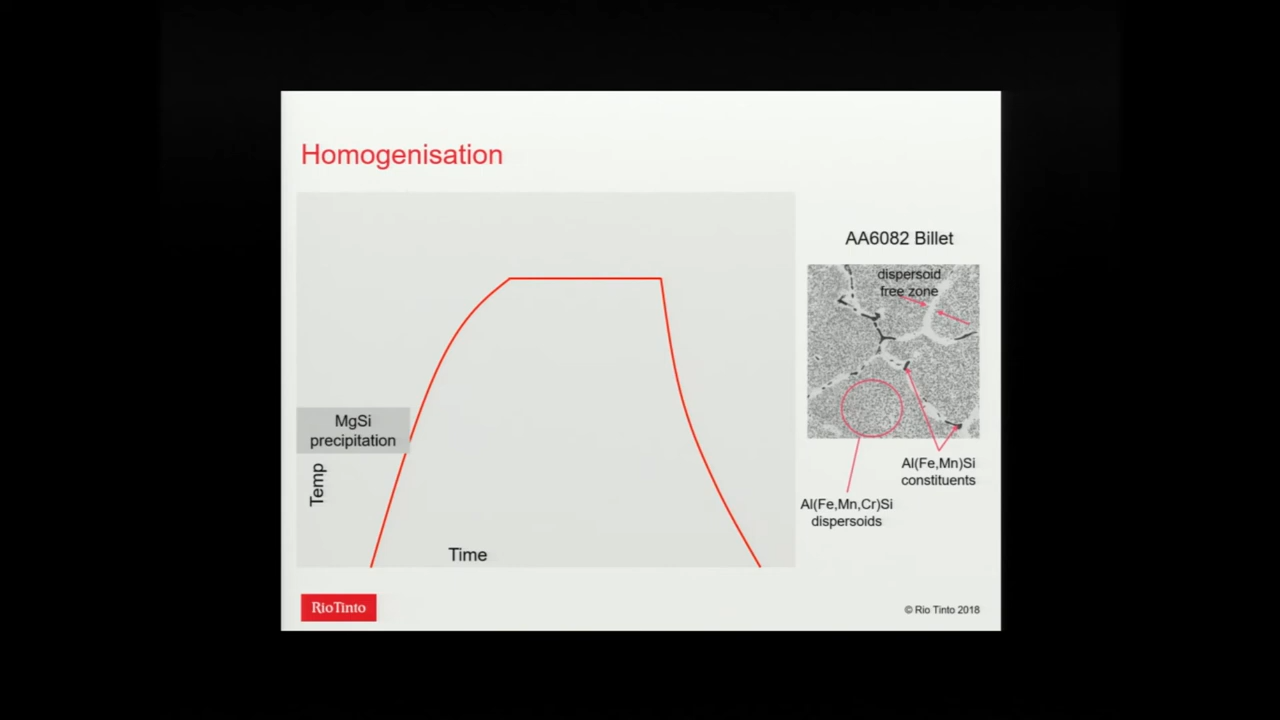 Homogenisation
MgSi
precipitation
Temp
Time
AA6082 Billet
dispersoid
free zone
Al(Fe,Mn)Si
constituents
Al(Fe,Mn,Cr)Si
dispersoids
RioTinto
© Rio Tinto 2018